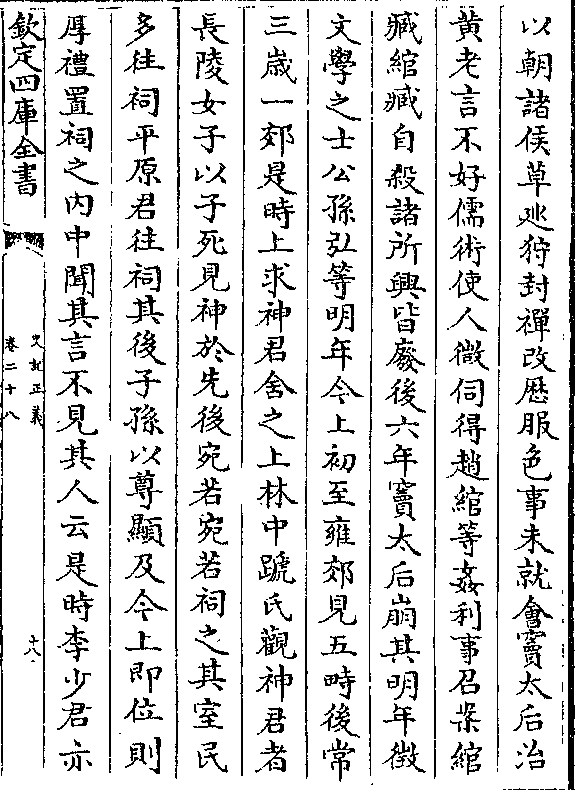 以朝諸侯草廵狩封禪改歴服色事未就會竇太后治
黄老言不好儒術使人微伺得趙綰等姦利事召案綰
臧綰臧自殺諸所興皆廢後六年竇太后崩其明年徵
文學之士公孫弘等明年今上初至雍郊見五畤後常
三歳一郊是時上求神君舍之上林中蹏氏觀神君者
長陵女子以子死見神於先後宛若宛若祠之其室民
多往祠平原君往祠其後子孫以尊顯及今上即位則
厚禮置祠之内中聞其言不見其人云是時李少君亦
欽定四庫全書
史記正義
卷二十八
十八